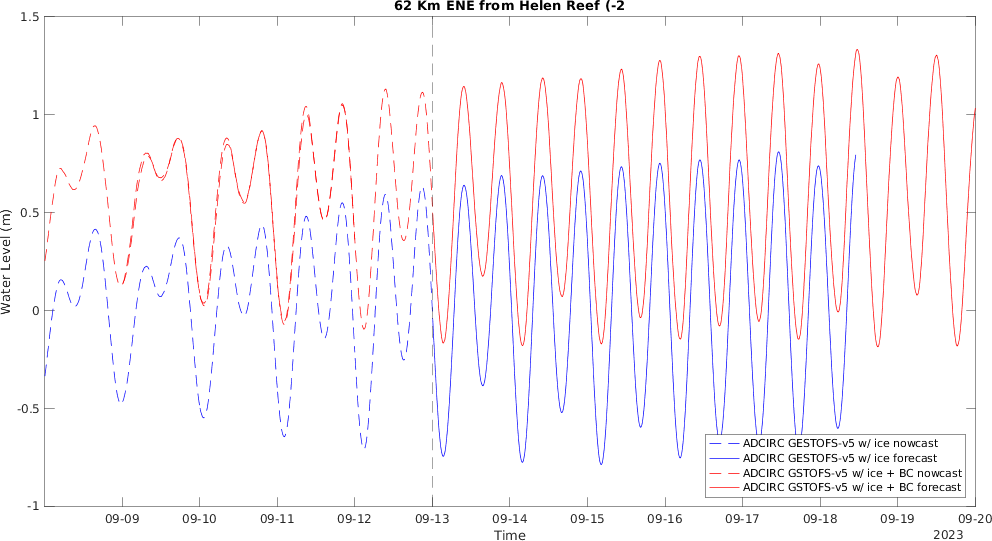 62 Km ENE from Helen Reef (-2
Water Level (m)
1.5
1
0.5
0
-0.5
-1
ADCIRC GESTOFS-v5 w/ ice nowcast
ADCIRC GESTOFS-v5 w/ ice forecast
ADCIRC GSTOFS-v5 w/ ice + BC nowcast
ADCIRC GSTOFS-v5 w/ ice + BC forecast
09-09 09-10 09-11 09-12 09-13 09-14 09-15 09-16 09-17 09-18 09-19 09-20
Time
2023